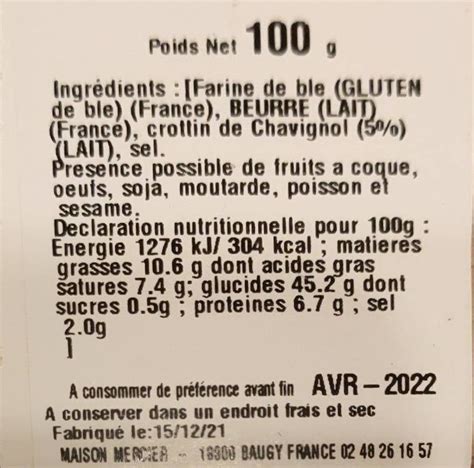 Poids Net 100 g
Ingrédients : [Farine de ble (GLUTEN
de ble) (France), BEURRE (LAIT)
(France), crottin de Chavignol (5%)
(LAIT), sel.
Presence possible de fruits a coque,
oeufs, soja, moutarde, poisson et
sesame.
Declaration nutritionnelle pour 100g :
Energie 1276 kJ/ 304 kcal ; matieres
grasses 10.6 g dont acides gras
satures 7.4 g; glucides 45.2 g dont
sucres 0.5g ; proteines 6.7 g ; sel
2.0g
]
A consommer de préférence avant fin AVR-2022
A conserver dans un endroit frais et sec
Fabriqué le:15/12/21
MAISON MERCIER - BAUGY FRANCE 02 48 26 16 57